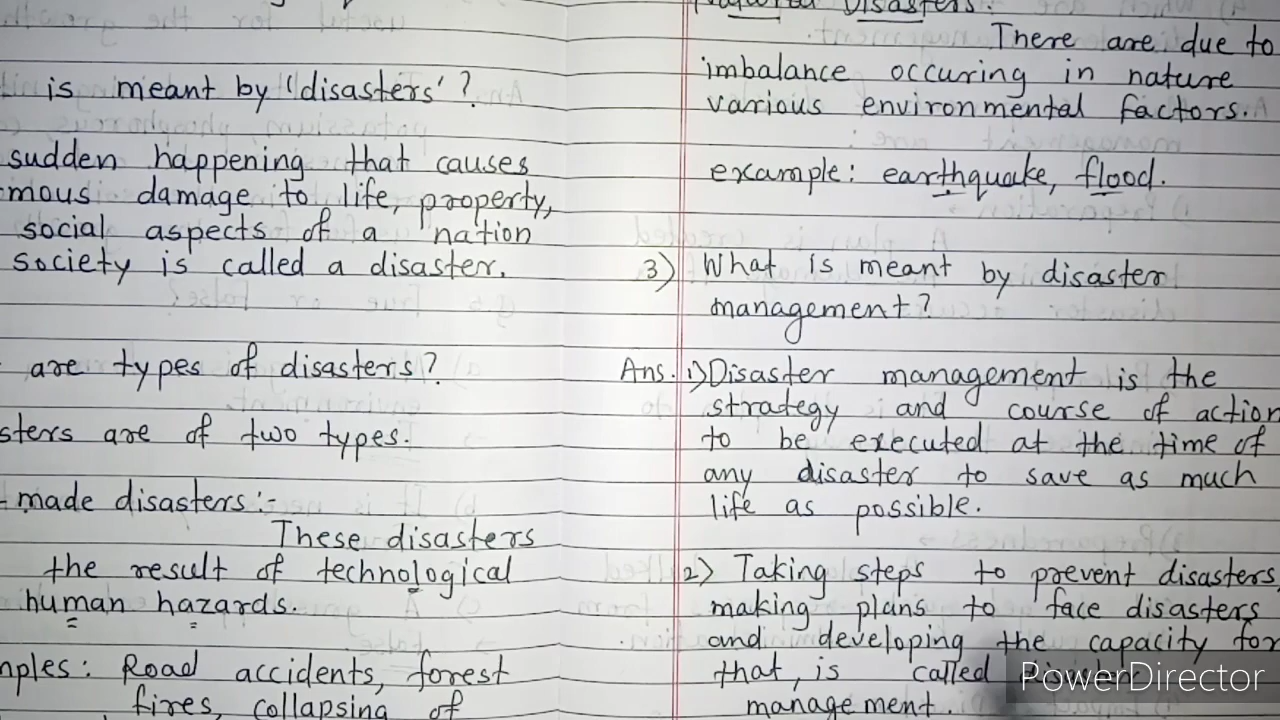 is meant by "disasters'?
sudden happening that causes
mous damage to life, property,
social aspects of a nation
society is called a disaster.
are types of disasters?
sters are of two types.
made disasters:-
These disasters
the result of technological
human hazards.
mples: Road accidents, forest
fires, collapsing of
Disasters:
There are due to
imbalance occuring in nature
various environmental factors.
example: earthquake, flood.
3) What is meant by disaster
management?
Ans. 1) Disaster management is the
strategy and course of action
to be executed at the time of
any disaster to save as much
life as possible.
2) Taking steps to prevent disasters,
making plans to face disasters
and developing the capacity for
that, is called
management.
PowerDirector